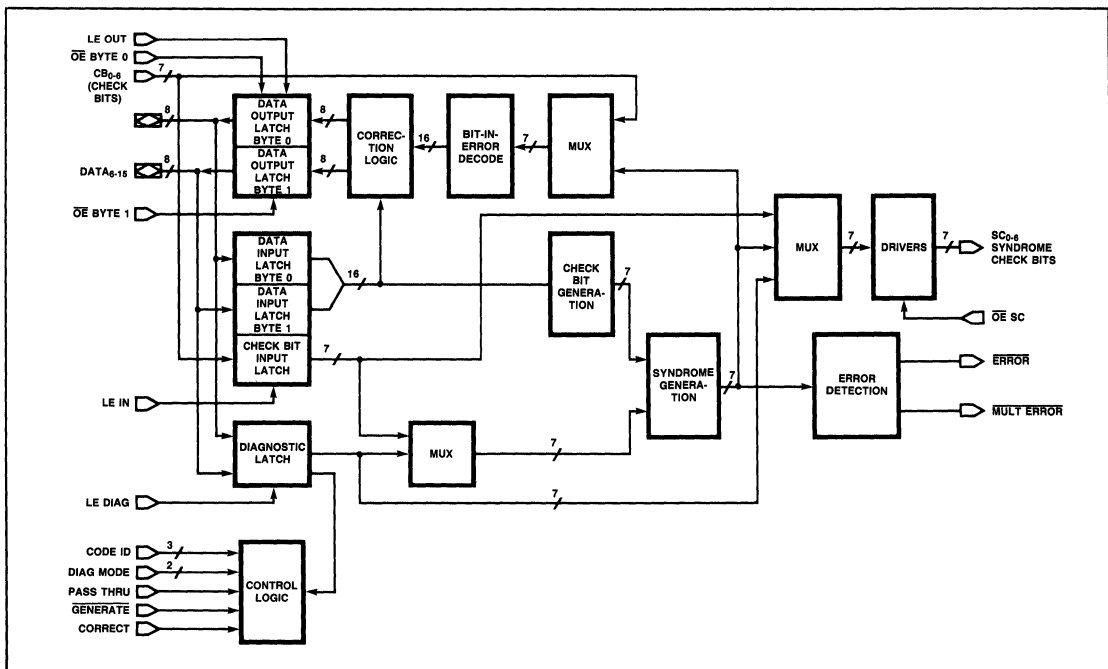 LE OUT
OE BYTE 0
CB0-6
(CHECK
BITS)
7
8
DATA6-15
8
OE BYTE 1
DATA
OUTPUT
LATCH
BYTE 0
DATA
OUTPUT
LATCH
BYTE 1
8
8
CORREC-
TION
LOGIC
16
BIT-IN-
ERROR
DECODE
7
MUX
DATA
INPUT
LATCH
BYTE 0
DATA
INPUT
LATCH
BYTE 1
CHECK BIT
INPUT
LATCH
16
7
LE IN
CHECK
BIT
GENERATION
7
MUX
7
DRIVERS
7
SC0-6
SYNDROME
CHECK BITS
OE SC
SYNDROME
GENERA-
TION
7
ERROR
DETECTION
ERROR
MULT ERROR
DIAGNOSTIC
LATCH
MUX
7
7
LE DIAG
CODE ID
3
DIAG MODE
2
PASS THRU
GENERATE
CORRECT
CONTROL
LOGIC